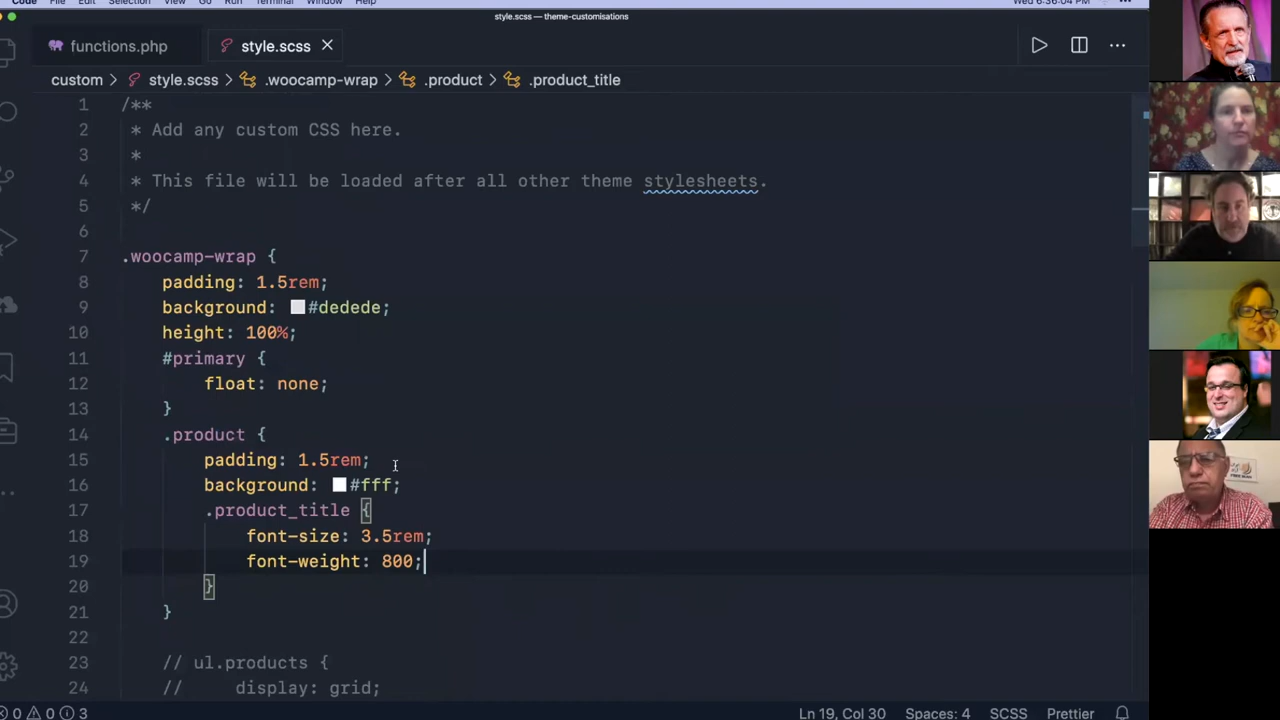 Code File Edit Selection View Go Run Terminal Window Help Wed 6:36:04 PM
style.scss — theme-customisations
functions.php style.scss
custom > style.scss > .woocamp-wrap > .product > .product_title
1 /**
2 * Add any custom CSS here.
3 *
4 * This file will be loaded after all other theme stylesheets.
5 */
6
7 .woocamp-wrap {
8 padding: 1.5rem;
9 background: #dedede;
10 height: 100%;
11 #primary {
12 float: none;
13 }
14 .product {
15 padding: 1.5rem;
16 background: #fff;
17 .product_title {
18 font-size: 3.5rem;
19 font-weight: 800;
20 }
21 }
22
23 // ul.products {
24 // display: grid;
0 0 3 Ln 19, Col 30 Spaces: 4 SCSS Prettier